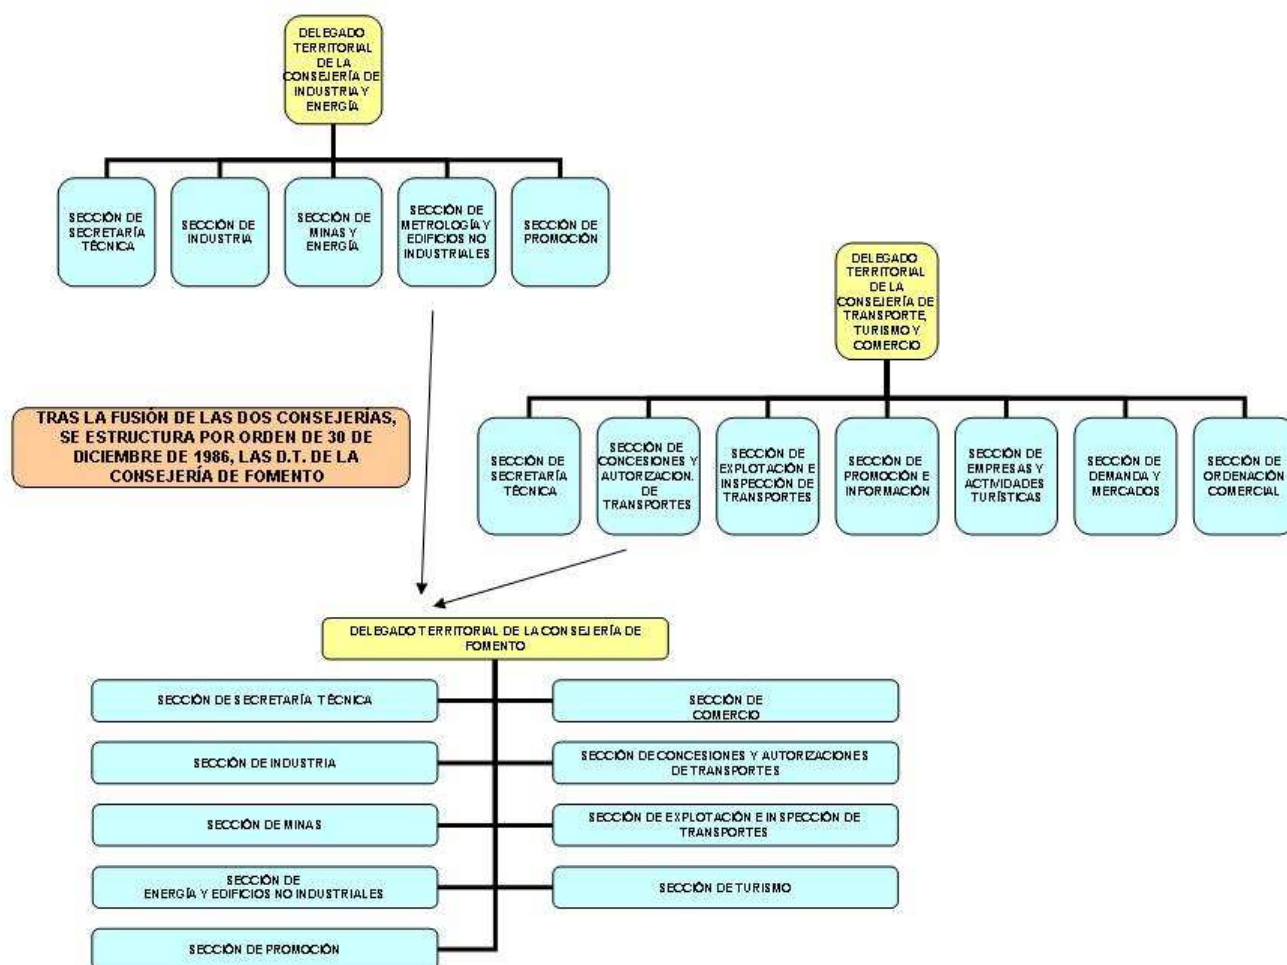 DELEGADO
TERRITORIAL
DE LA
CONSEJERÍA DE
INDUSTRIA Y
ENERGÍA
SECCIÓN DE
SECRETARÍA
TÉCNICA
SECCIÓN DE
INDUSTRIA
SECCIÓN DE
MINAS Y
ENERGÍA
SECCIÓN DE
METROLOGÍA Y
EDIFICIOS NO
INDUSTRIALES
SECCIÓN DE
PROMOCIÓN
DELEGADO
TERRITORIAL
DE LA
CONSEJERÍA DE
TRANSPORTE,
TURISMO Y
COMERCIO
TRAS LA FUSIÓN DE LAS DOS CONSEJERÍAS,
SE ESTRUCTURA POR ORDEN DE 30 DE
DICIEMBRE DE 1986, LAS D.T. DE LA
CONSEJERÍA DE FOMENTO
SECCIÓN DE
SECRETARÍA
TÉCNICA
SECCIÓN DE
CONCESIONES Y
AUTORIZACION.
DE
TRANSPORTES
SECCIÓN DE
EXPLOTACIÓN E
INSPECCIÓN DE
TRANSPORTES
SECCIÓN DE
PROMOCIÓN E
INFORMACIÓN
SECCIÓN DE
EMPRESAS Y
ACTIVIDADES
TURÍSTICAS
SECCIÓN DE
DEMANDA Y
MERCADOS
SECCIÓN DE
ORDENACIÓN
COMERCIAL
DELEGADO TERRITORIAL DE LA CONSEJERÍA DE
FOMENTO
SECCIÓN DE SECRETARÍA TÉCNICA
SECCIÓN DE
COMERCIO
SECCIÓN DE INDUSTRIA
SECCIÓN DE CONCESIONES Y AUTORIZACIONES
DE TRANSPORTES
SECCIÓN DE MINAS
SECCIÓN DE EXPLOTACIÓN E INSPECCIÓN DE
TRANSPORTES
SECCIÓN DE
ENERGÍA Y EDIFICIOS NO INDUSTRIALES
SECCIÓN DE TURISMO
SECCIÓN DE PROMOCIÓN